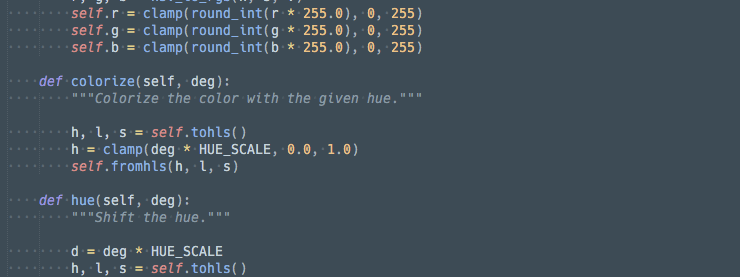 self.r = clamp(round_int(r * 255.0), 0, 255)
self.g = clamp(round_int(g * 255.0), 0, 255)
self.b = clamp(round_int(b * 255.0), 0, 255)
def colorize(self, deg):
"""Colorize the color with the given hue."""
h, l, s = self.tohls()
h = clamp(deg * HUE_SCALE, 0.0, 1.0)
self.fromhls(h, l, s)
def hue(self, deg):
"""Shift the hue."""
d = deg * HUE_SCALE
h, l, s = self.tohls()